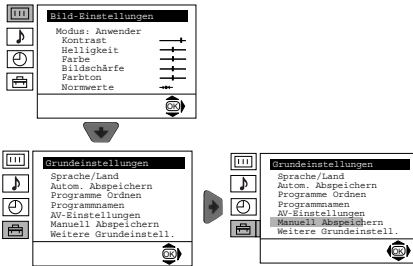 Bild-Einstellungen
Modus: Anwender
Kontrast
Helligkeit
Farbe
Bildschärfe
Farbton
Normwerte
OK
Grundeinstellungen
Sprache/Land
Autom. Abspeichern
Programme Ordnen
Programmnamen
AV-Einstellungen
Manuell Abspeichern
Weitere Grundeinstell.
OK
Grundeinstellungen
Sprache/Land
Autom. Abspeichern
Programme Ordnen
Programmnamen
AV-Einstellungen
Manuell Abspeichern
Weitere Grundeinstell.
OK